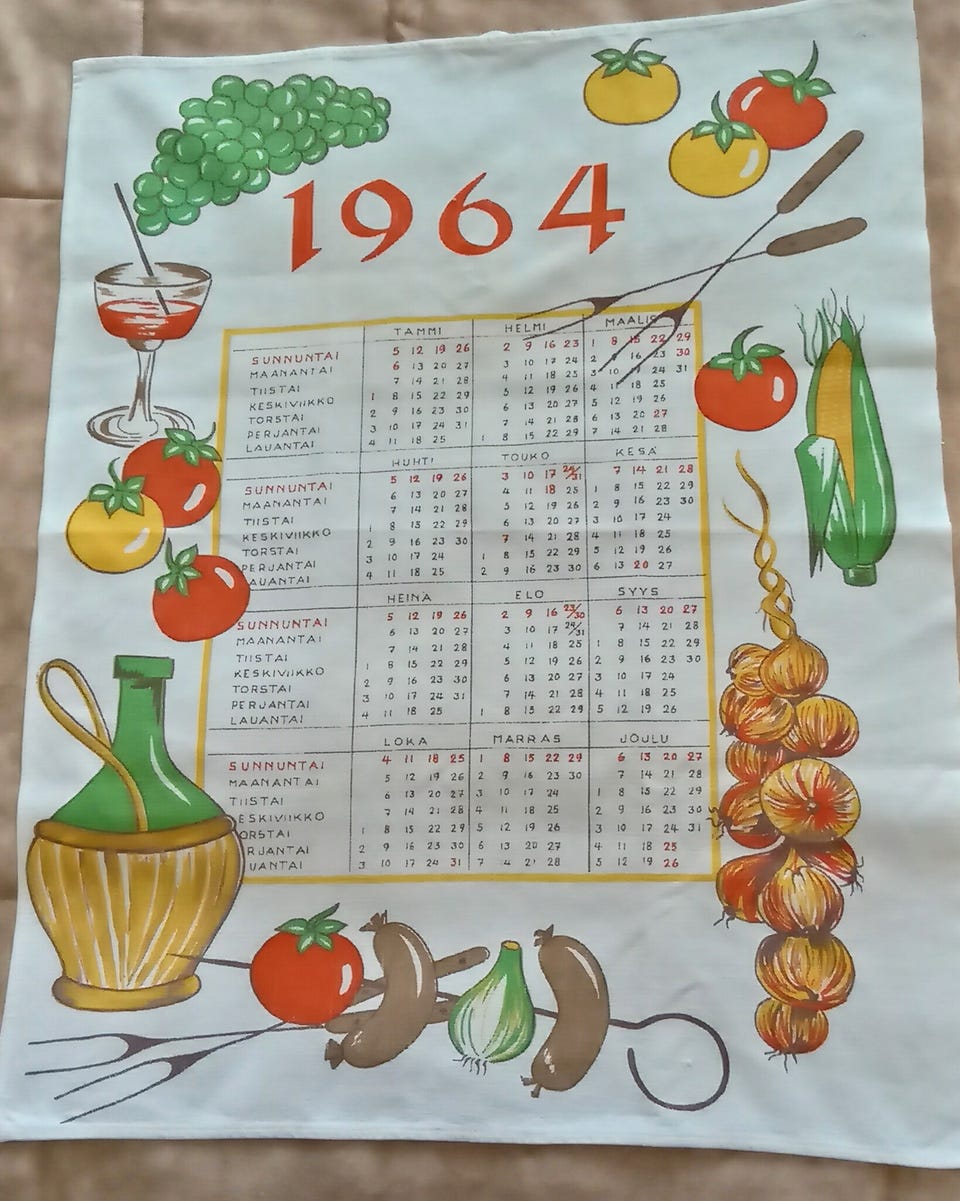 1964
TAMMI HELMI MAALIS
SUNNUNTAI 5 12 19 26 2 9 16 23 1 8 15 22 29
MAANANTAI 6 13 20 27 3 10 17 24 2 9 16 23 30
TIISTAI 7 14 21 28 4 11 18 25 3 10 24 31
KESKIVIIKKO 1 8 15 22 29 5 12 19 26 4 11 18 25
TORSTAI 2 9 16 23 30 6 13 20 27 5 12 19 26
PERJANTAI 3 10 17 24 31 7 14 21 28 6 13 20 27
LAUANTAI 4 11 18 25 1 8 15 22 29 7 14 21 28
HUHTI TOUKO KESÄ
SUNNUNTAI 5 12 19 26 3 10 17 24/31 7 14 21 28
MAANANTAI 6 13 20 27 4 11 18 25 1 8 15 22 29
TIISTAI 7 14 21 28 5 12 19 26 2 9 16 23 30
KESKIVIIKKO 1 8 15 22 29 6 13 20 27 3 10 17 24
TORSTAI 2 9 16 23 30 7 14 21 28 4 11 18 25
PERJANTAI 3 10 17 24 1 8 15 22 29 5 12 19 26
AUANTAI 4 11 18 25 2 9 16 23 30 6 13 20 27
HEINÄ ELO SYYS
SUNNUNTAI 5 12 19 26 2 9 16 23/30 6 13 20 27
MAANANTAI 6 13 20 27 3 10 17 24/31 7 14 21 28
TIISTAI 7 14 21 28 4 11 18 25 1 8 15 22 29
KESKIVIIKKO 1 8 15 22 29 5 12 19 26 2 9 16 23 30
TORSTAI 2 9 16 23 30 6 13 20 27 3 10 17 24
PERJANTAI 3 10 17 24 31 7 14 21 28 4 11 18 25
LAUANTAI 4 11 18 25 1 8 15 22 29 5 12 19 26
LOKA MARRAS JOULU
SUNNUNTAI 4 11 18 25 1 8 15 22 29 6 13 20 27
MAANANTAI 5 12 19 26 2 9 16 23 30 7 14 21 28
TIISTAI 6 13 20 27 3 10 17 24 1 8 15 22 29
ESKIVIIKKO 7 14 21 28 4 11 18 25 2 9 16 23 30
ORSTAI 1 8 15 22 29 5 12 19 26 3 10 17 24 31
RJANTAI 2 9 16 23 30 6 13 20 27 4 11 18 25
UANTAI 3 10 17 24 31 7 14 21 28 5 12 19 26